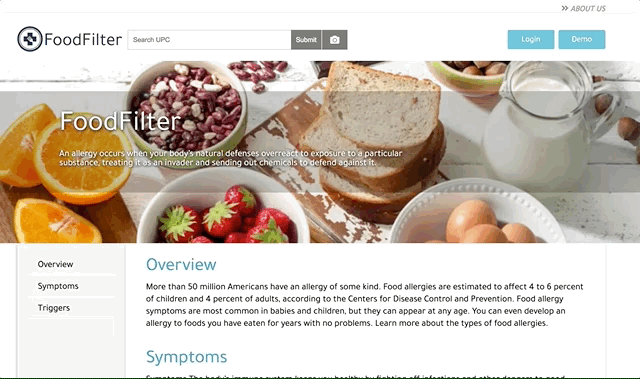 ABOUT US
FoodFilter
Search UPC
Submit
Login
Demo
FoodFilter
An allergy occurs when your body's natural defenses overreact to exposure to a particular
substance, treating it as an invader and sending out chemicals to defend against it.
Overview
Symptoms
Triggers
Overview
More than 50 million Americans have an allergy of some kind. Food allergies are estimated to affect 4 to 6 percent
of children and 4 percent of adults, according to the Centers for Disease Control and Prevention. Food allergy
symptoms are most common in babies and children, but they can appear at any age. You can even develop an
allergy to foods you have eaten for years with no problems. Learn more about the types of food allergies.
Symptoms